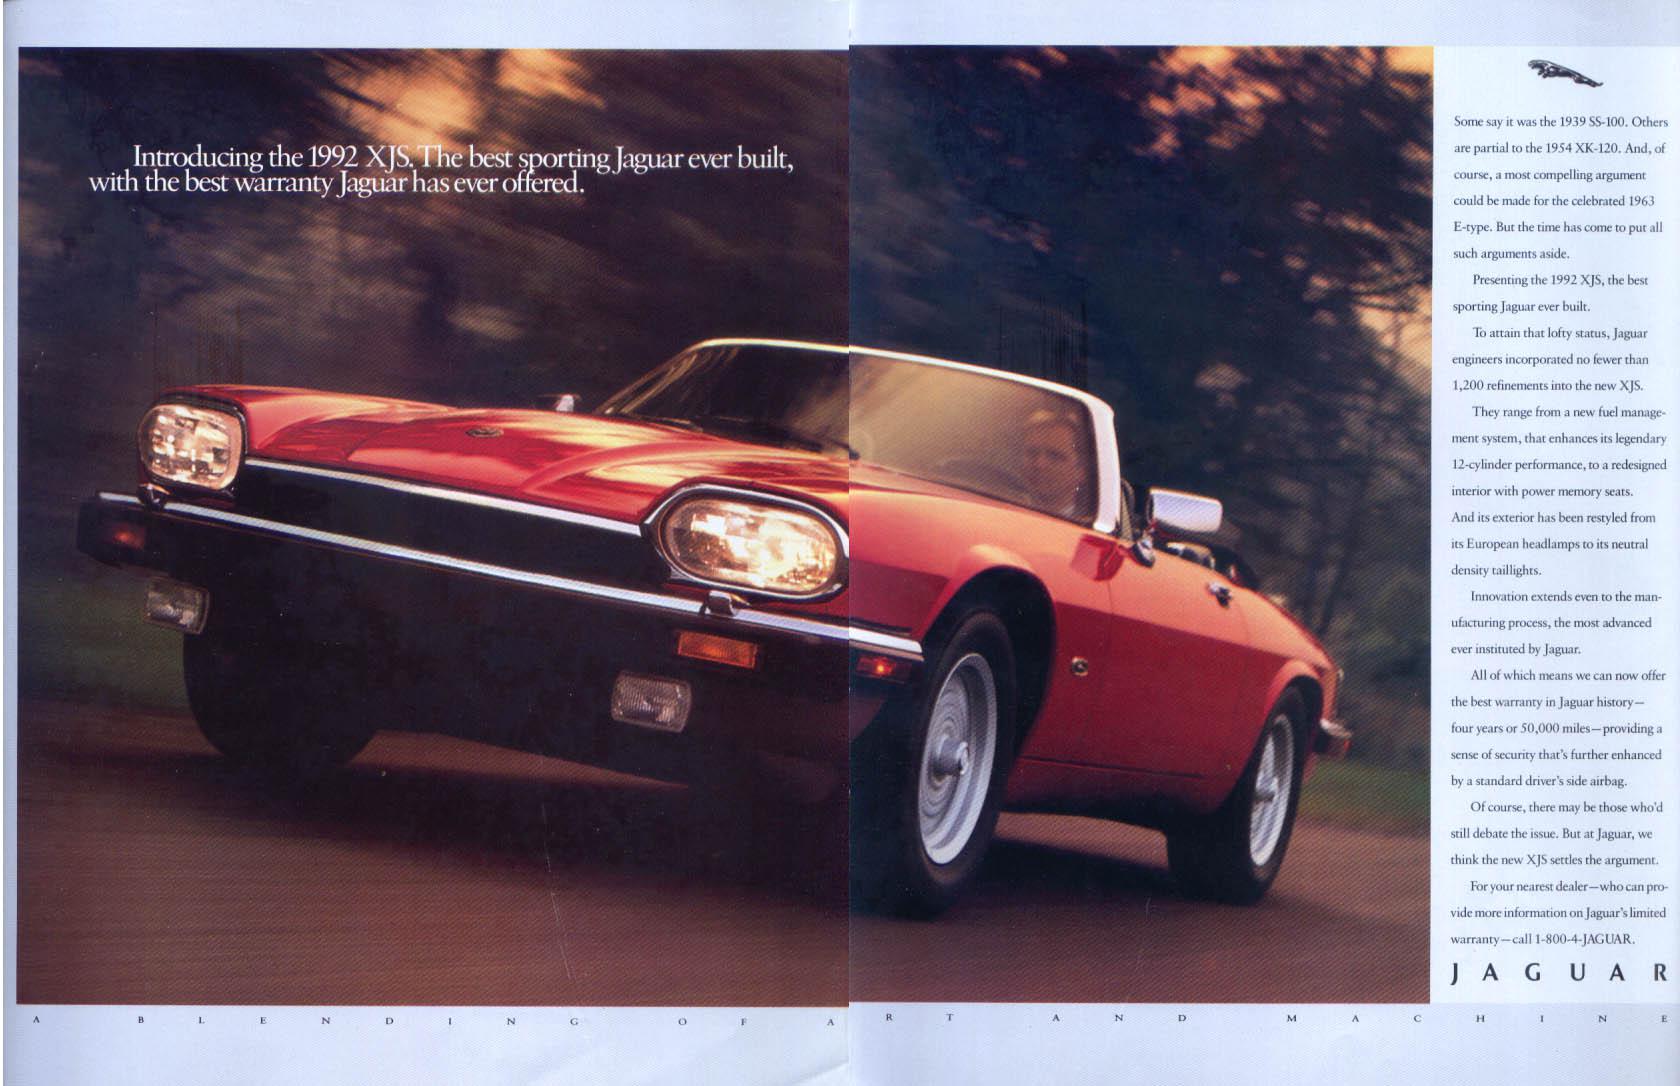 Introducing the 1992 XJS. The best sporting Jaguar ever built,
with the best warranty Jaguar has ever offered.
Some say it was the 1939 SS-100. Others
are partial to the 1954 XK-120. And, of
course, a most compelling argument
could be made for the celebrated 1963
E-type. But the time has come to put all
such arguments aside.
Presenting the 1992 XJS, the best
sporting Jaguar ever built.
To attain that lofty status, Jaguar
engineers incorporated no fewer than
1,200 refinements into the new XJS.
They range from a new fuel manage-
ment system, that enhances its legendary
12-cylinder performance, to a redesigned
interior with power memory seats.
And its exterior has been restyled from
its European headlamps to its neutral
density taillights.
Innovation extends even to the man-
ufacturing process, the most advanced
ever instituted by Jaguar.
All of which means we can now offer
the best warranty in Jaguar history—
four years or 50,000 miles—providing a
sense of security that's further enhanced
by a standard driver's side airbag.
Of course, there may be those who'd
still debate the issue. But at Jaguar, we
think the new XJS settles the argument.
For your nearest dealer—who can pro-
vide more information on Jaguar's limited
warranty—call 1-800-4-JAGUAR.
JAGUAR
A BLENDING OF ART AND MACHINE